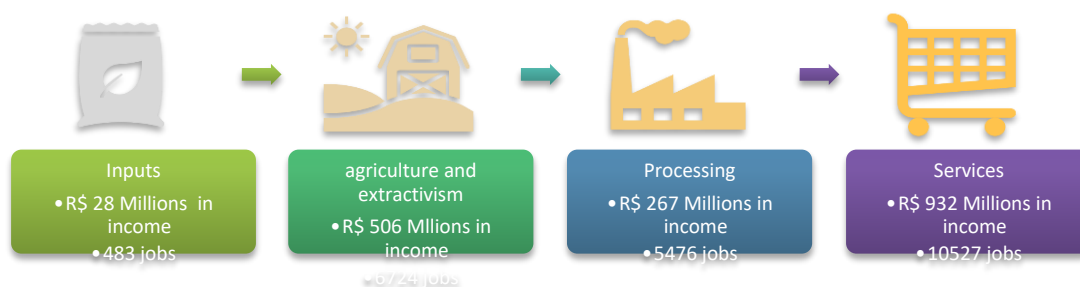 Inputs
•R$ 28 Millions in
income
•483 jobs
agriculture and
extractivism
•R$ 506 Mllions in
income
•6724 jobs
Processing
•R$ 267 Millions in
income
•5476 jobs
Services
•R$ 932 Millions in
income
•10527 jobs